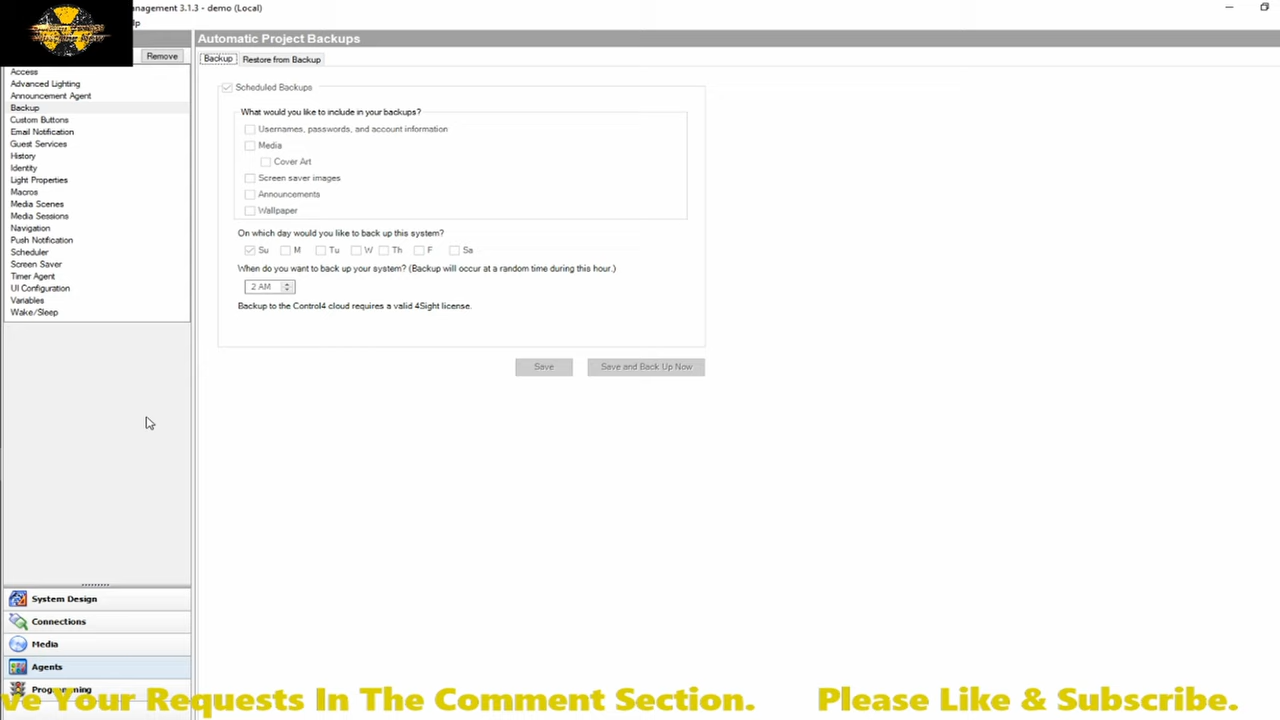 management 3.1.3 - demo (Local)
lp
Automatic Project Backups
Remove
Backup
Restore from Backup
Access
Advanced Lighting
Announcement Agent
Backup
Custom Buttons
Email Notification
Guest Services
History
Identity
Light Properties
Macros
Media Scenes
Media Sessions
Navigation
Push Notification
Scheduler
Screen Saver
Timer Agent
UI Configuration
Variables
Wake/Sleep
Scheduled Backups
What would you like to include in your backups?
Usernames, passwords, and account information
Media
Cover Art
Screen saver images
Announcements
Wallpaper
On which day would you like to back up this system?
Su M Tu W Th F Sa
When do you want to back up your system? (Backup will occur at a random time during this hour.)
2 AM
Backup to the Control4 cloud requires a valid 4Sight license.
Save
Save and Back Up Now
System Design
Connections
Media
Agents
Programming
ve Your Requests In The Comment Section. Please Like & Subscribe.